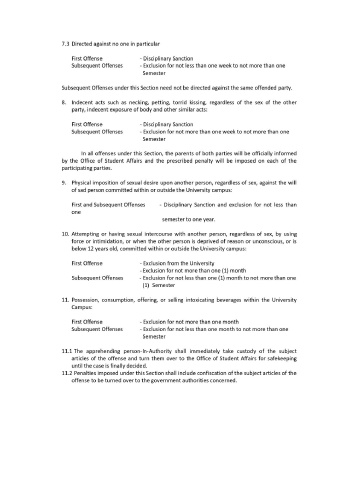 7.3 Directed against no one in particular
First Offense - Disciplinary Sanction
Subsequent Offenses - Exclusion for not less than one week to not more than one
Semester
Subsequent Offenses under this Section need not be directed against the same offended party.
8. Indecent acts such as necking, petting, torrid kissing, regardless of the sex of the other
party, indecent exposure of body and other similar acts:
First Offense - Disciplinary Sanction
Subsequent Offenses - Exclusion for not more than one week to not more than one
Semester
In all offenses under this Section, the parents of both parties will be officially informed
by the Office of Student Affairs and the prescribed penalty will be imposed on each of the
participating parties.
9. Physical imposition of sexual desire upon another person, regardless of sex, against the will
of said person committed within or outside the University campus:
First and Subsequent Offenses - Disciplinary Sanction and exclusion for not less than
one
semester to one year.
10. Attempting or having sexual intercourse with another person, regardless of sex, by using
force or intimidation, or when the other person is deprived of reason or unconscious, or is
below 12 years old, committed within or outside the University campus:
First Offense - Exclusion from the University
- Exclusion for not more than one (1) month
Subsequent Offenses - Exclusion for not less than one (1) month to not more than one
(1) Semester
11. Possession, consumption, offering, or selling intoxicating beverages within the University
Campus:
First Offense - Exclusion for not more than one month
Subsequent Offenses - Exclusion for not less than one month to not more than one
Semester
11.1 The apprehending person-In-Authority shall immediately take custody of the subject
articles of the offense and turn them over to the Office of Student Affairs for safekeeping
until the case is finally decided.
11.2 Penalties imposed under this Section shall include confiscation of the subject articles of the
offense to be turned over to the government authorities concerned.